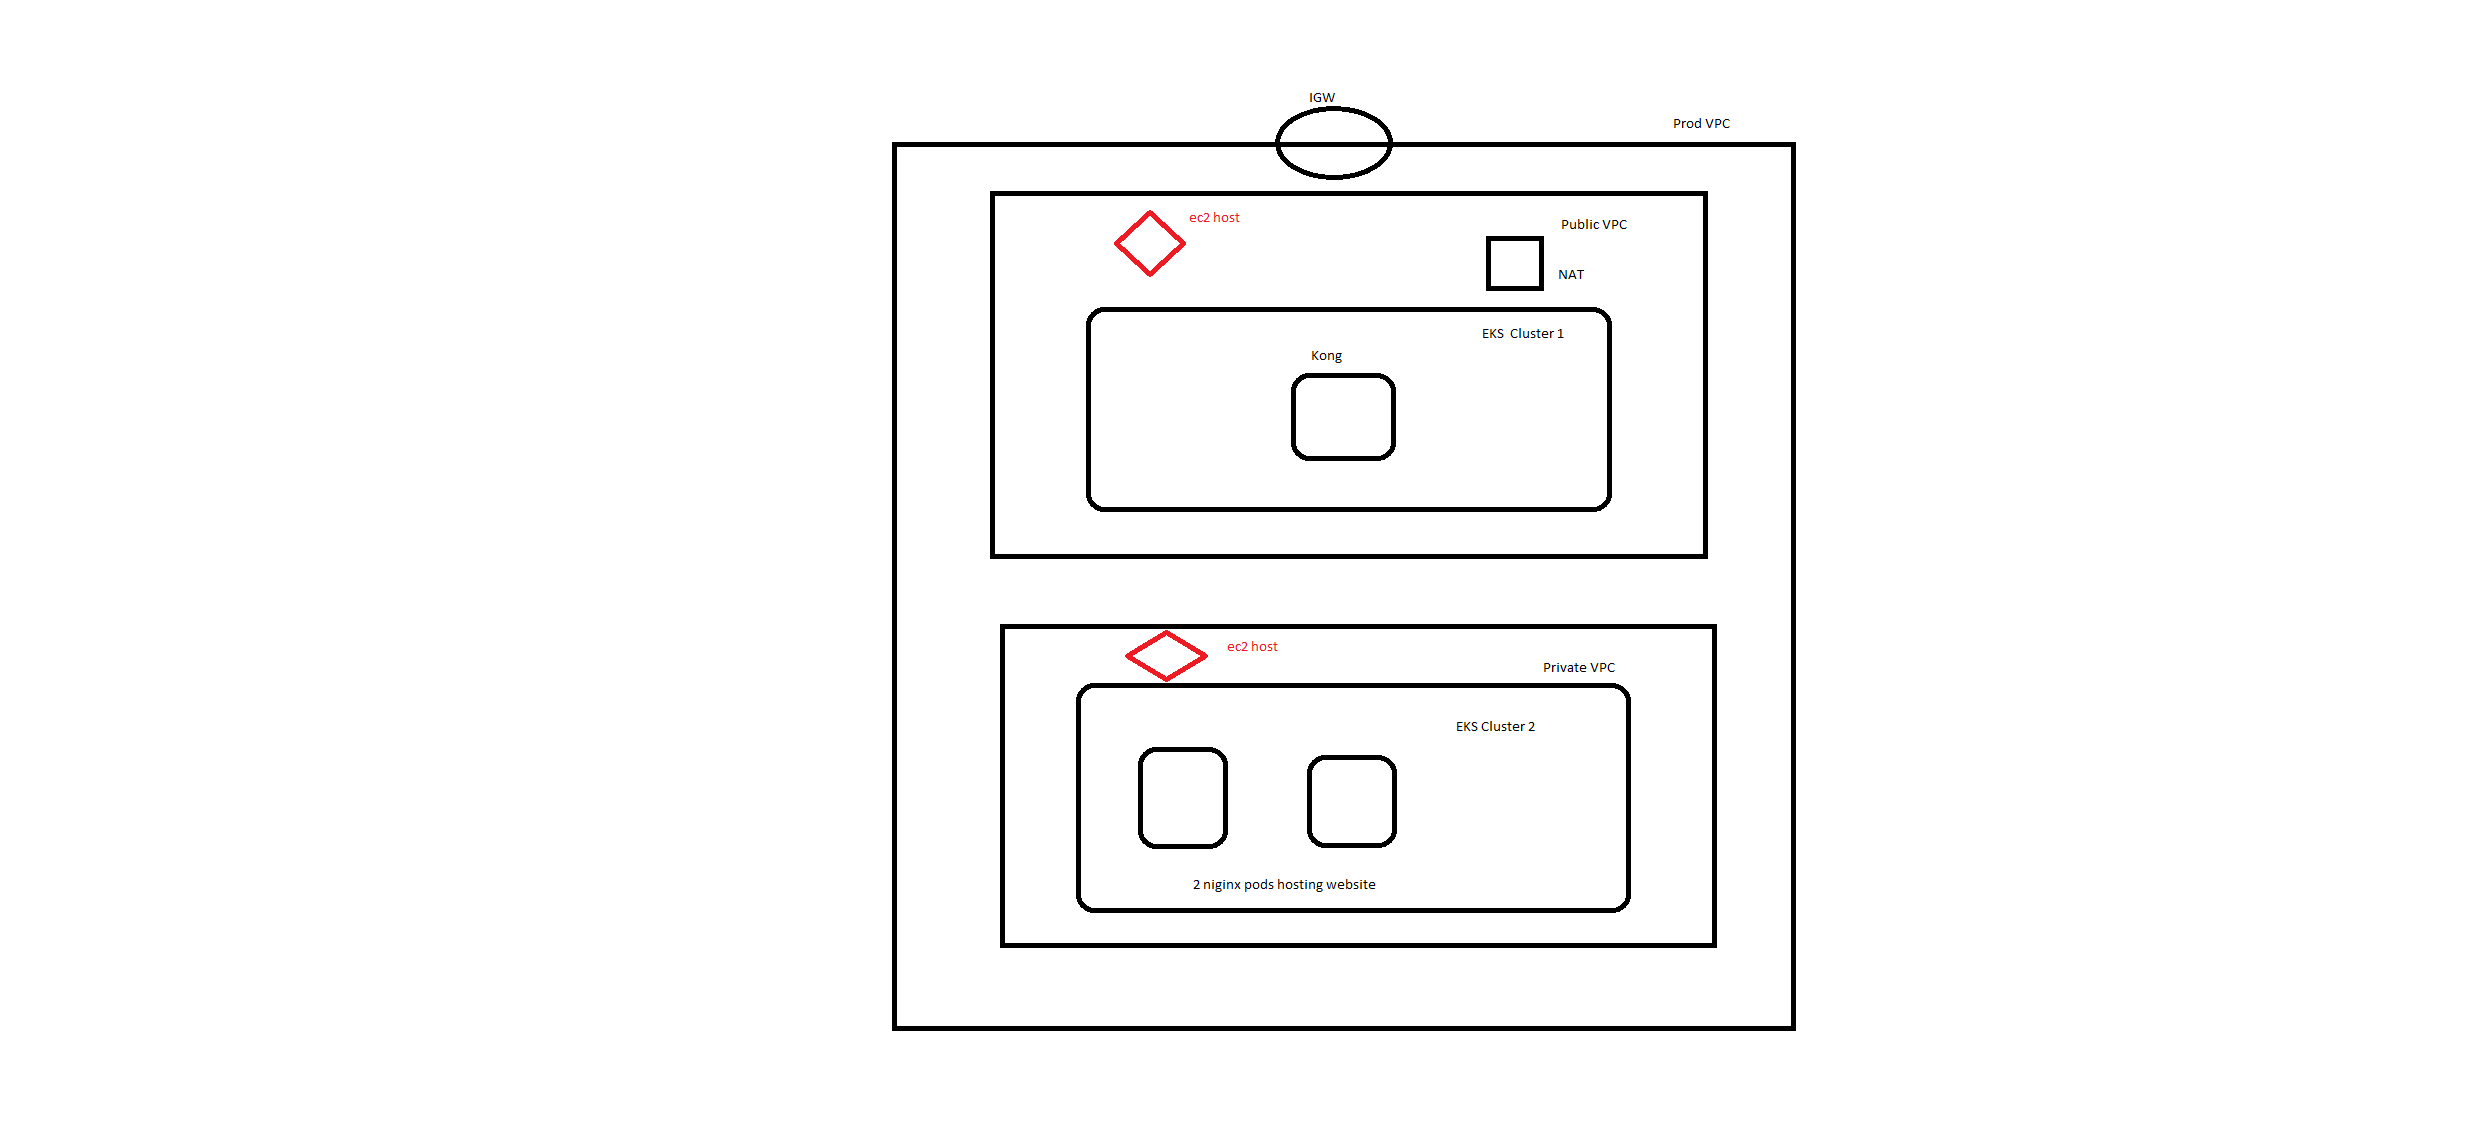 IGW
Prod VPC
ec2 host
Public VPC
NAT
EKS  Cluster 1
Kong
ec2 host
Private VPC
EKS Cluster 2
2 niginx pods hosting website